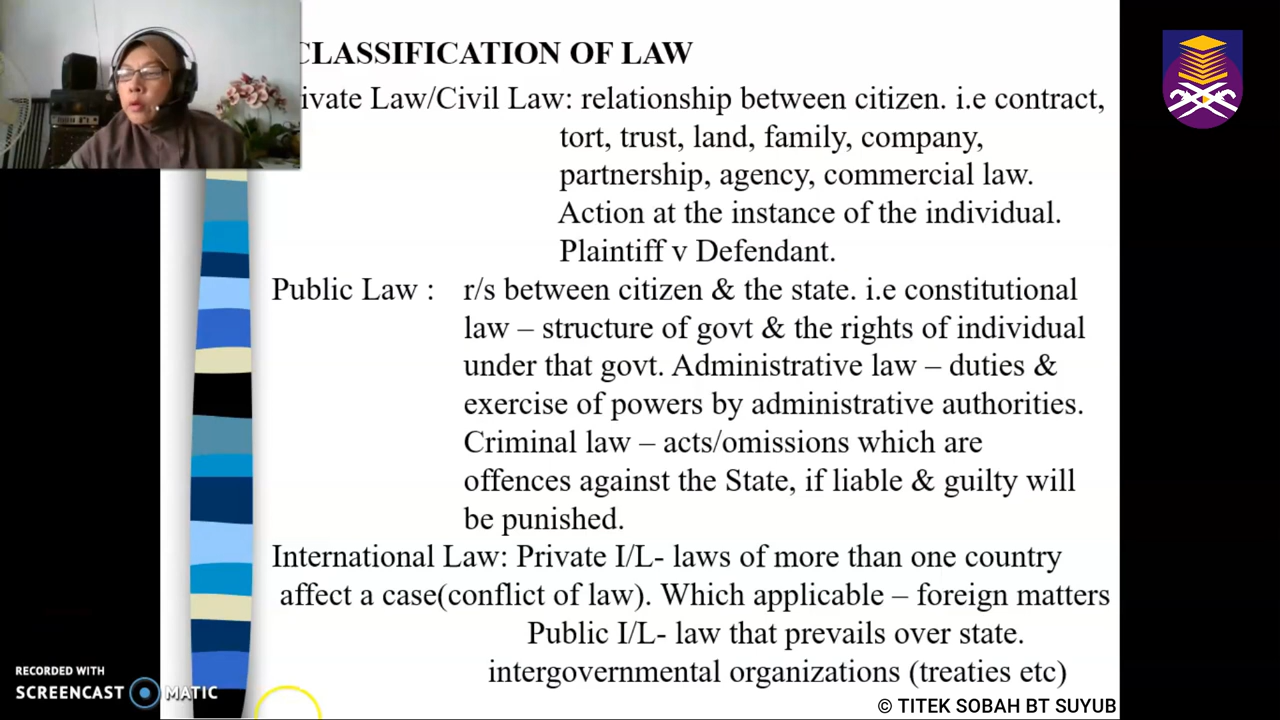 CLASSIFICATION OF LAW
ivate Law/Civil Law: relationship between citizen. i.e contract,
tort, trust, land, family, company,
partnership, agency, commercial law.
Action at the instance of the individual.
Plaintiff v Defendant.
Public Law : r/s between citizen & the state. i.e constitutional
law – structure of govt & the rights of individual
under that govt. Administrative law – duties &
exercise of powers by administrative authorities.
Criminal law – acts/omissions which are
offences against the State, if liable & guilty will
be punished.
International Law: Private I/L- laws of more than one country
affect a case(conflict of law). Which applicable – foreign matters
Public I/L- law that prevails over state.
intergovernmental organizations (treaties etc)
RECORDED WITH
SCREENCAST MATIC
© TITEK SOBAH BT SUYUB